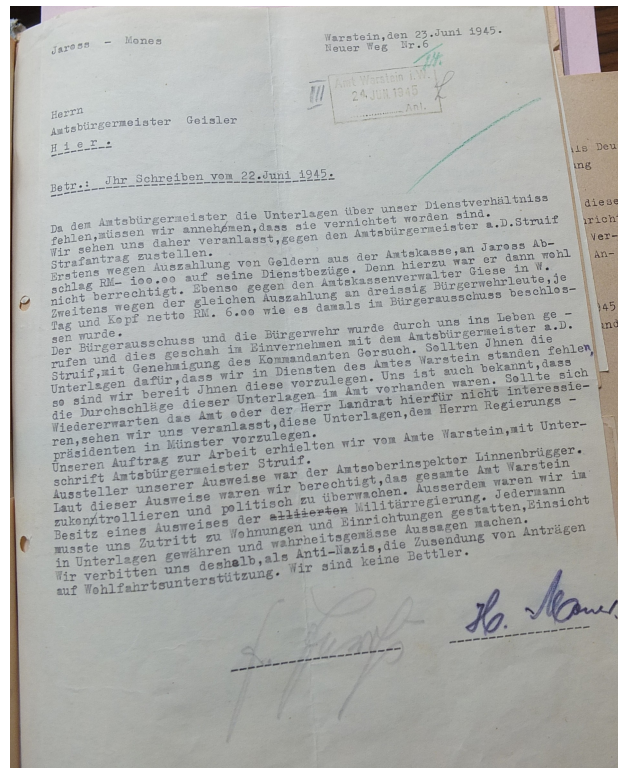 Jaross - Mones
Warstein,den 23.Juni 1945.
Neuer Weg Nr.6
III
Amt Warstein i.W.
24.JUN 1945
Anl.
Herrn
Amtsbürgermeister Geisler
H i e r .
Betr.: Jhr Schreiben vom 22.Juni 1945.
Da dem Amtsbürgermeister die Unterlagen über unser Dienstverhältniss
fehlen,müssen wir annehemen,dass sie vernichtet worden sind.
Wir sehen uns daher veranlasst,gegen den Amtsbürgermeister a.D.Struif
Strafantrag zustellen.
Erstens wegen Auszahlung von Geldern aus der Amtskasse,an Jaross Ab-
schlag RM- 100.00 auf seine Dienstbezüge. Denn hierzu war er dann wohl
nicht berrechtigt. Ebenso gegen den Amtskassenverwalter Giese in W.
Zweitens wegen der gleichen Auszahlung an dreissig Bürgerwehrleute,je
Tag und Kopf netto RM. 6.00 wie es damals im Bürgerausschuss beschlos-
sen wurde.
Der Bürgerausschuss und die Bürgerwehr wurde durch uns ins Leben ge -
rufen und dies geschah im Einvernehmen mit dem Amtsbürgermeister a.D.
Struif,mit Genehmigung des Kommandanten Gorsuch. Sollten Jhnen die
Unterlagen dafür,dass wir in Diensten des Amtes Warstein standen fehlen,
so sind wir bereit Jhnen diese vorzulegen. Uns ist auch bekannt,dass
die Durchschläge dieser Unterlagen im Amt vorhanden waren. Sollte sich
Wiedererwarten das Amt oder der Herr Landrat hierfür nicht interessie-
ren,sehen wir uns veranlasst,diese Unterlagen,dem Herrn Regierungs -
präsidenten in Münster vorzulegen.
Unseren Auftrag zur Arbeit erhielten wir vom Amte Warstein,mit Unter-
schrift Amtsbürgermeister Struif.
Aussteller unserer Ausweise war der Amtsoberinspektor Linnenbrügger.
Laut dieser Ausweise waren wir berechtigt,das gesamte Amt Warstein
zukontrollieren und politisch zu überwachen. Ausserdem waren wir im
Besitz eines Ausweises der alliierten Militärregierung. Jedermann
musste uns Zutritt zu Wohnungen und Einrichtungen gestatten,Einsicht
in Unterlagen gewähren und wahrheitsgemässe Aussagen machen.
Wir verbitten uns deshalb,als Anti-Nazis,die Zusendung von Anträgen
auf Wohlfahrtsunterstützung. Wir sind keine Bettler.
H. Mones